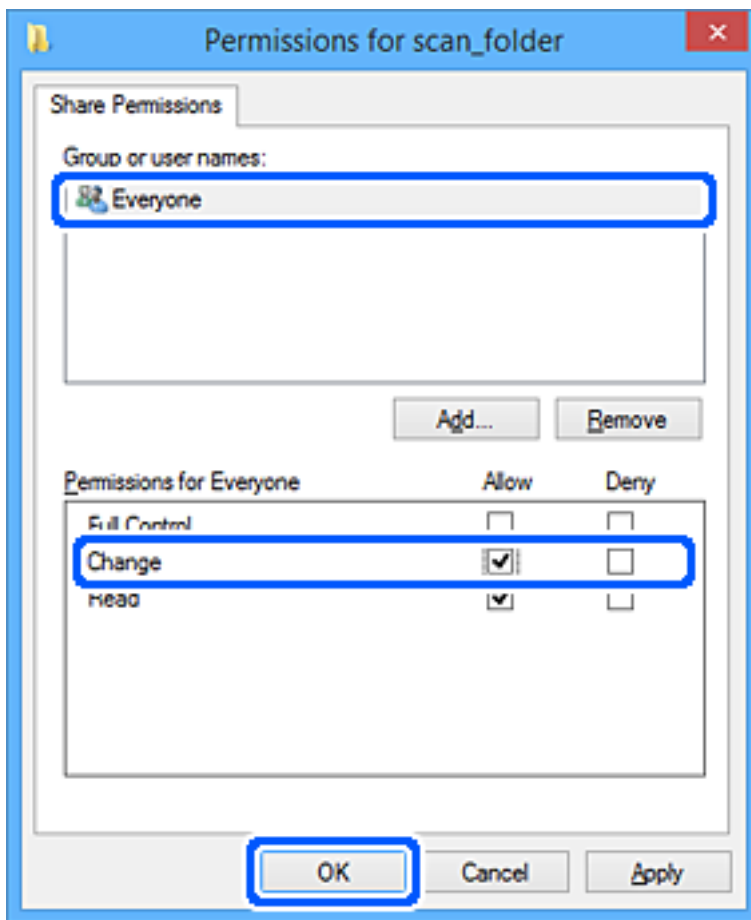 Permissions for scan_folder
Share Permissions
Group or user names:
Everyone
Add... Remove
Permissions for Everyone Allow Deny
Full Control
Change
Read
OK Cancel Apply